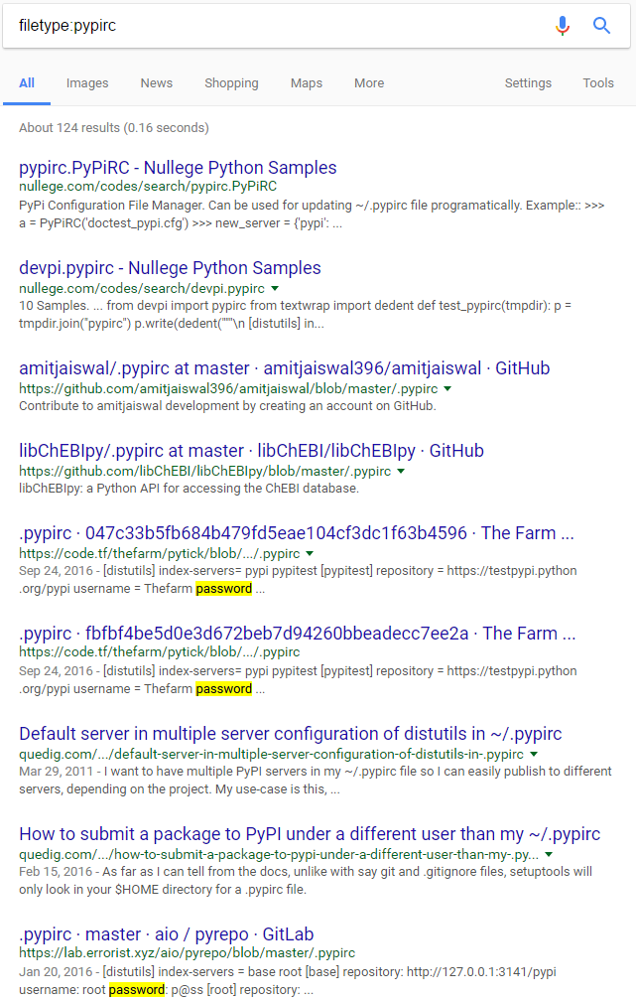 filetype:pypirc
All Images News Shopping Maps More Settings Tools
About 124 results (0.16 seconds)
pypirc.PyPiRC - Nullege Python Samples
nullege.com/codes/search/pypirc.PyPiRC
PyPi Configuration File Manager. Can be used for updating ~/.pypirc file programatically. Example:: >>>
a = PyPiRC('doctest_pypi.cfg') >>> new_server = {'pypi': ...
devpi.pypirc - Nullege Python Samples
nullege.com/codes/search/devpi.pypirc
10 Samples. ... from devpi import pypirc from textwrap import dedent def test_pypirc(tmpdir): p =
tmpdir.join("pypirc") p.write(dedent("""\n [distutils] in...
amitjaiswal/.pypirc at master · amitjaiswal396/amitjaiswal · GitHub
https://github.com/amitjaiswal396/amitjaiswal/blob/master/.pypirc
Contribute to amitjaiswal development by creating an account on GitHub.
libChEBIpy/.pypirc at master · libChEBI/libChEBIpy · GitHub
https://github.com/libChEBI/libChEBIpy/blob/master/.pypirc
libChEBIpy: a Python API for accessing the ChEBI database.
.pypirc · 047c33b5fb684b479fd5eae104cf3dc1f63b4596 · The Farm ...
https://code.tf/thefarm/pytick/blob/.../.pypirc
Sep 24, 2016 - [distutils] index-servers= pypi pypitest [pypitest] repository = https://testpypi.python
.org/pypi username = Thefarm password ...
.pypirc · fbfbf4be5d0e3d672beb7d94260bbeadecc7ee2a · The Farm ...
https://code.tf/thefarm/pytick/blob/.../.pypirc
Sep 24, 2016 - [distutils] index-servers= pypi pypitest [pypitest] repository = https://testpypi.python
.org/pypi username = Thefarm password ...
Default server in multiple server configuration of distutils in ~/.pypirc
quedig.com/.../default-server-in-multiple-server-configuration-of-distutils-in-.pypirc
Mar 29, 2011 - I want to have multiple PyPI servers in my ~/.pypirc file so I can easily publish to different
servers, depending on the project. My use-case is this, ...
How to submit a package to PyPI under a different user than my ~/.pypirc
quedig.com/.../how-to-submit-a-package-to-pypi-under-a-different-user-than-my-.py...
Feb 15, 2016 - As far as I can tell from the docs, unlike with say git and .gitignore files, setuptools will
only look in your $HOME directory for a .pypirc file.
.pypirc · master · aio / pyrepo · GitLab
https://lab.errorist.xyz/aio/pyrepo/blob/master/.pypirc
Jan 20, 2016 - [distutils] index-servers = base root [base] repository: http://127.0.0.1:3141/pypi
username: root password: p@ss [root] repository: ...